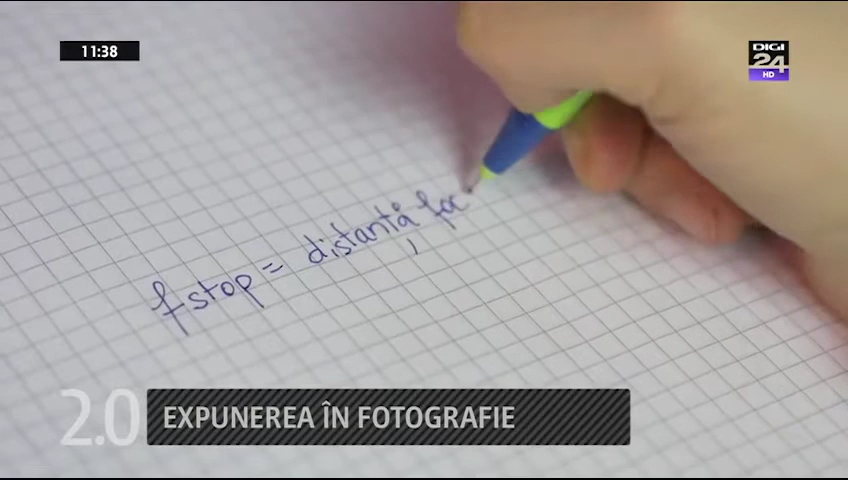 11:38
DIGI
24
HD
fstop = distanță foc
2.0
EXPUNEREA ÎN FOTOGRAFIE